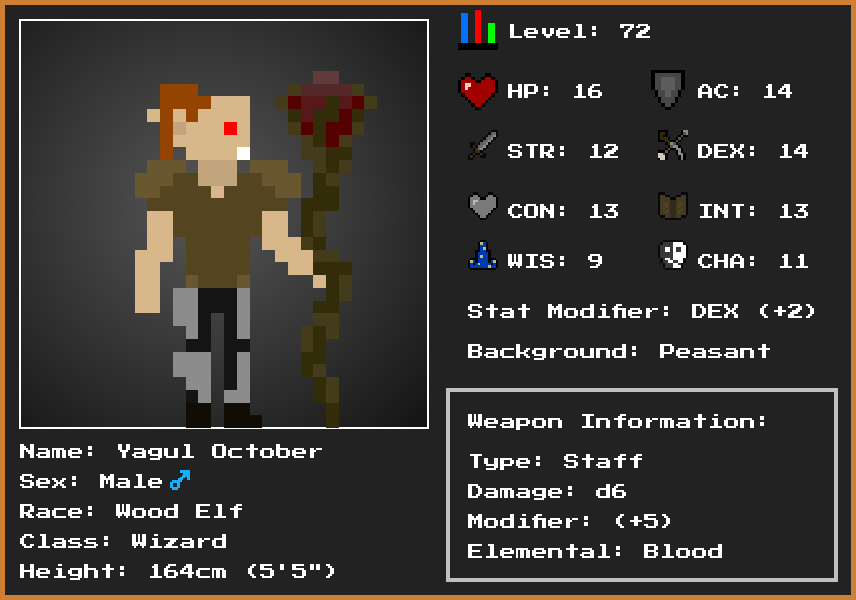 Level: 72
HP: 16
AC: 14
STR: 12
DEX: 14
CON: 13
INT: 13
WIS: 9
CHA: 11
Stat Modifier: DEX (+2)
Background: Peasant
Weapon Information:
Type: Staff
Damage: d6
Modifier: (+5)
Elemental: Blood
Name: Yagul October
Sex: Male ♂
Race: Wood Elf
Class: Wizard
Height: 164cm (5'5")